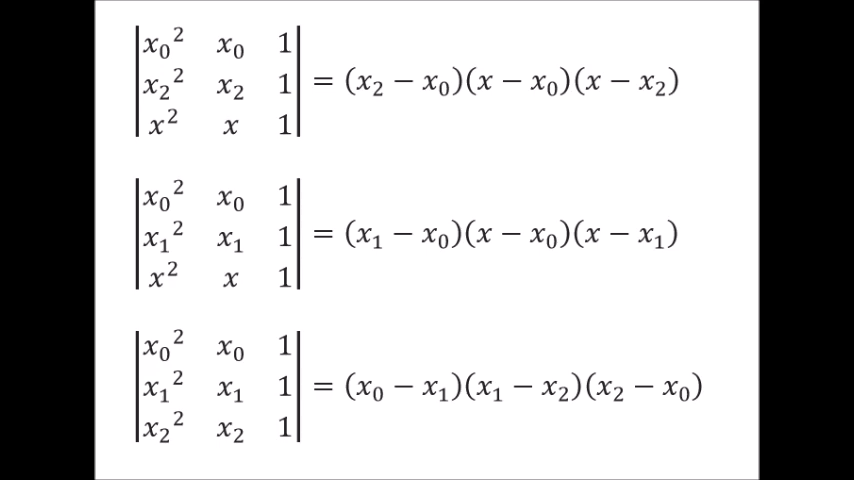 | x₀² x₀ 1 |
| x₂² x₂ 1 | = (x₂ − x₀)(x − x₀)(x − x₂)
| x² x 1 |
| x₀² x₀ 1 |
| x₁² x₁ 1 | = (x₁ − x₀)(x − x₀)(x − x₁)
| x² x 1 |
| x₀² x₀ 1 |
| x₁² x₁ 1 | = (x₀ − x₁)(x₁ − x₂)(x₂ − x₀)
| x₂² x₂ 1 |